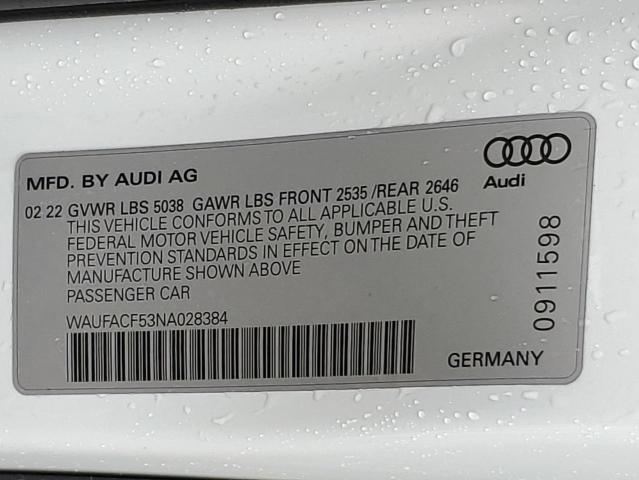 MFD. BY AUDI AG
Audi
02 22 GVWR LBS 5038 GAWR LBS FRONT 2535 /REAR 2646
THIS VEHICLE CONFORMS TO ALL APPLICABLE U.S.
FEDERAL MOTOR VEHICLE SAFETY, BUMPER AND THEFT
PREVENTION STANDARDS IN EFFECT ON THE DATE OF
MANUFACTURE SHOWN ABOVE
PASSENGER CAR
WAUFACF53NA028384
0911598
GERMANY